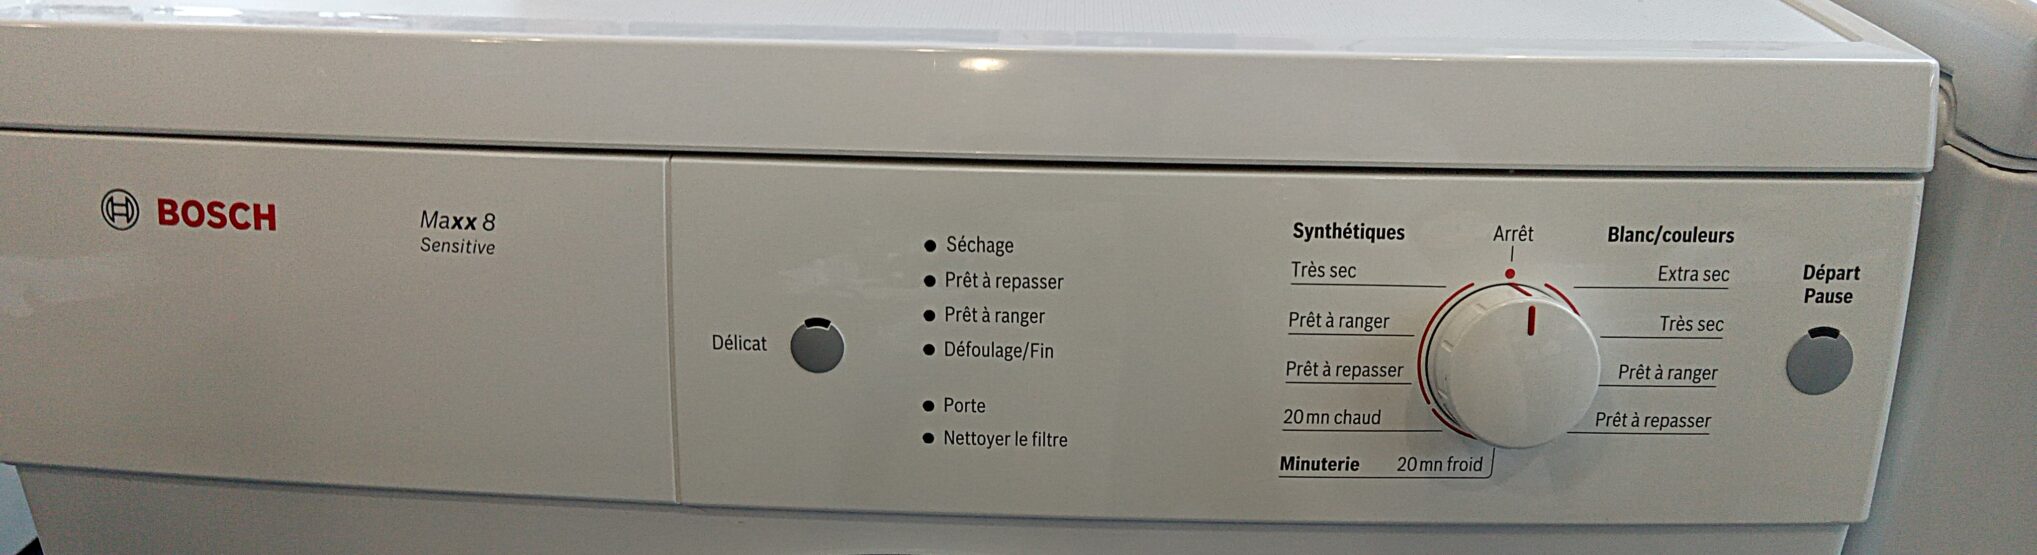 BOSCH
Maxx 8
Sensitive
Délicat
Séchage
Prêt à repasser
Prêt à ranger
Défoulage/Fin
Porte
Nettoyer le filtre
Synthétiques
Très sec
Prêt à ranger
Prêt à repasser
20 mn chaud
Minuterie 20 mn froid
Arrêt
Blanc/couleurs
Extra sec
Très sec
Prêt à ranger
Prêt à repasser
Départ
Pause